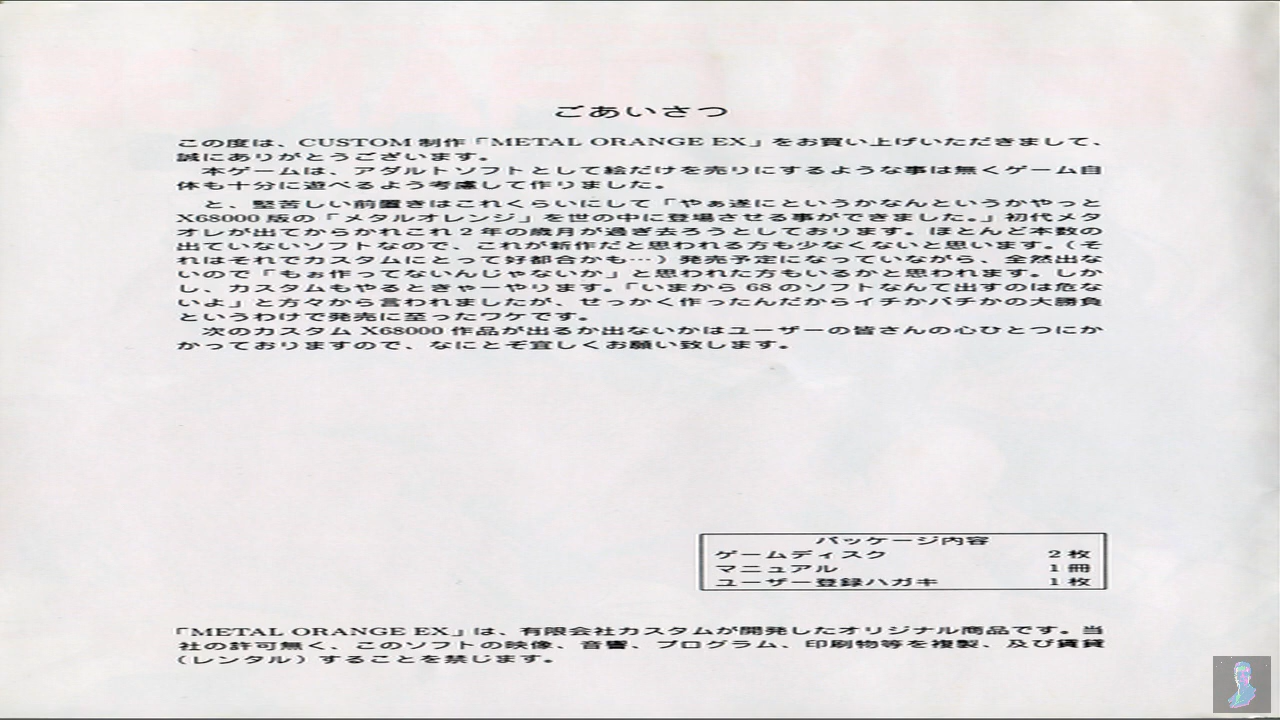 ごあいさつ
この度は、CUSTOM 制作「METAL ORANGE EX」をお買い上げいただきまして、
誠にありがとうございます。
本ゲームは、アダルトソフトとして絵だけを売りにするような事は無くゲーム自
体も十分に遊べるよう考慮して作りました。
と、堅苦しい前置きはこれくらいにして「やぁ遂にというかなんというかやっと
X68000 版の「メタルオレンジ」を世の中に登場させる事ができました。」初代メタ
オレが出てからかれこれ 2 年の歳月が過ぎ去ろうとしております。ほとんど本数の
出ていないソフトなので、これが新作だと思われる方も少なくないと思います。（そ
れはそれでカスタムにとって好都合かも…）発売予定になっていながら、全然出な
いので「もぉ作ってないんじゃないか」と思われた方もいるかと思われます。しか
し、カスタムもやるときゃーやります。「いまから 68 のソフトなんて出すのは危な
いよ」と方々から言われましたが、せっかく作ったんだからイチかバチかの大勝負
というわけで発売に至ったワケです。
次のカスタム X68000 作品が出るか出ないかはユーザーの皆さんの心ひとつにか
かっておりますので、なにとぞ宜しくお願い致します。
パッケージ内容
ゲームディスク 2 枚
マニュアル 1 冊
ユーザー登録ハガキ 1 枚
「METAL ORANGE EX」は、有限会社カスタムが開発したオリジナル商品です。当
社の許可無く、このソフトの映像、音響、プログラム、印刷物等を複製、及び賃貸
（レンタル）することを禁じます。